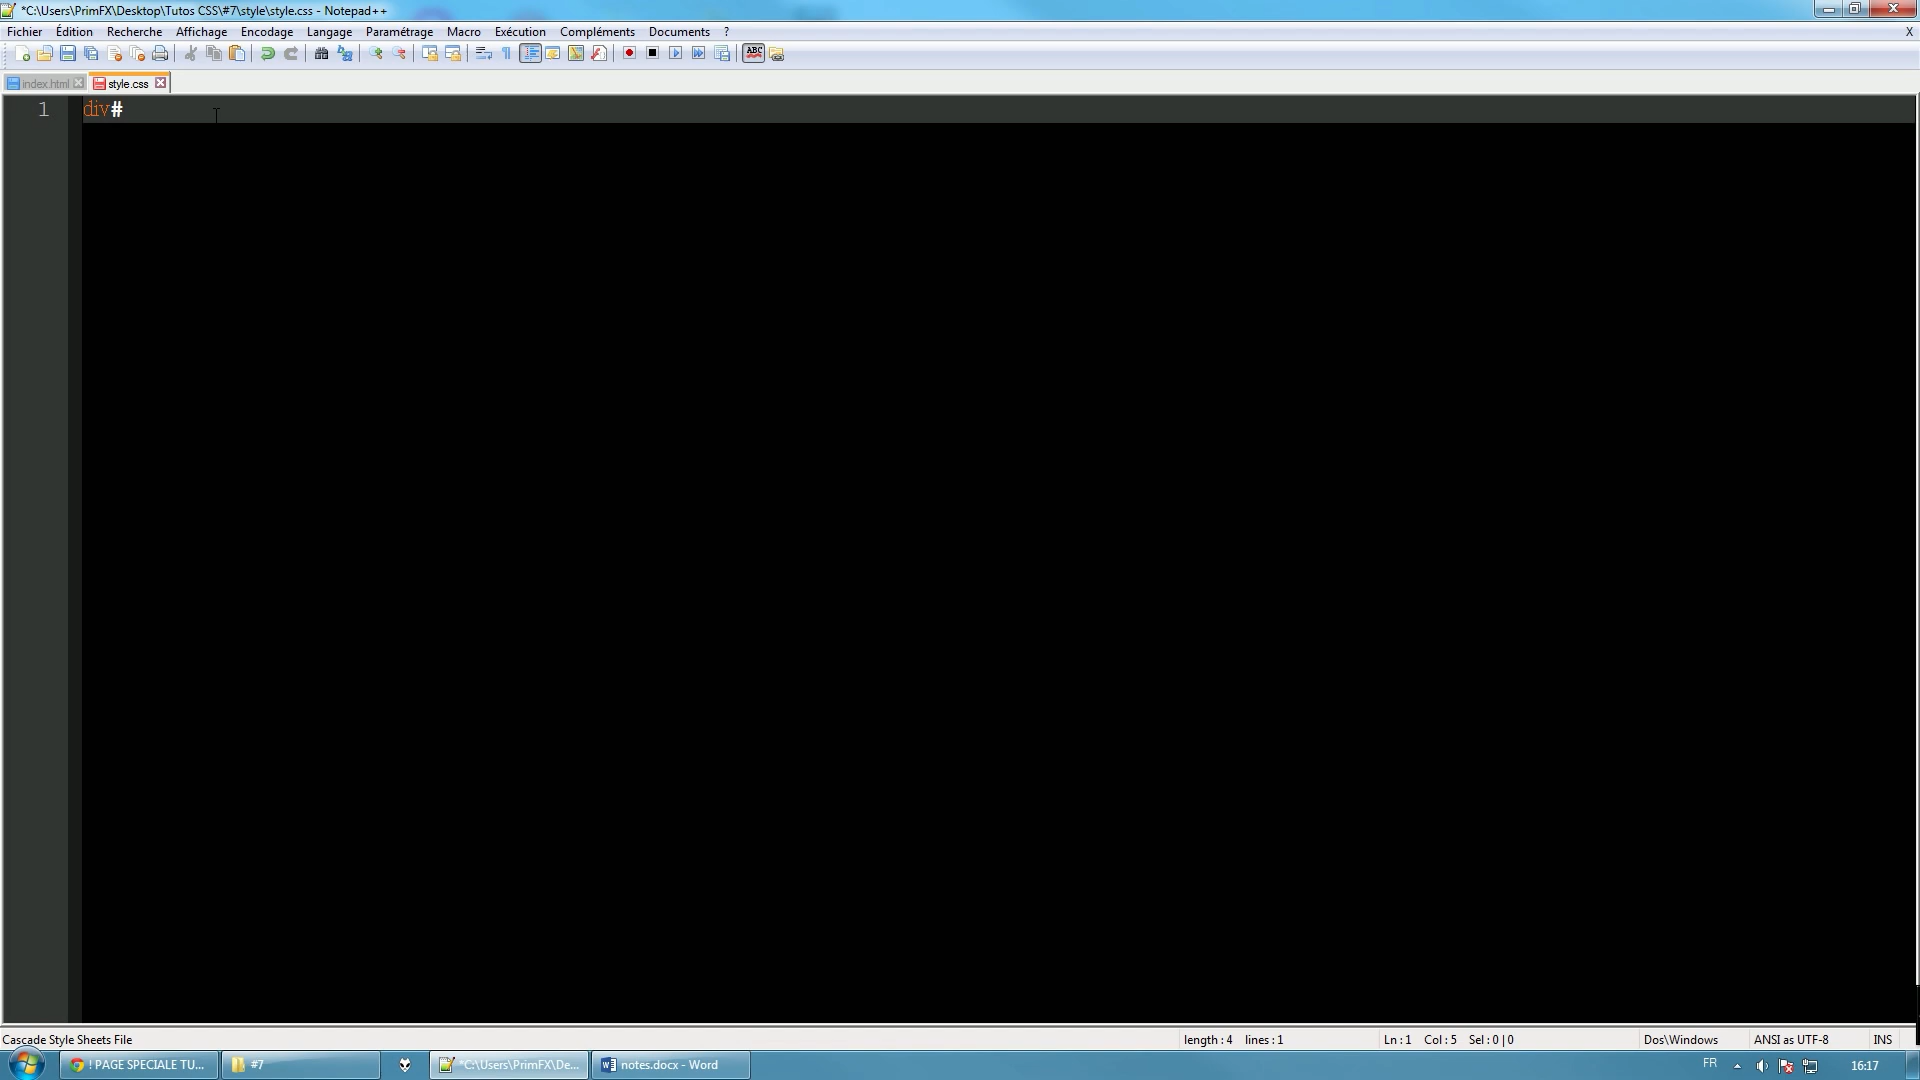 *C:\Users\PrimFX\Desktop\Tutos CSS\#7\style\style.css - Notepad++
Fichier Édition Recherche Affichage Encodage Langage Paramétrage Macro Exécution Compléments Documents ? X
index.html style.css
1 div#
Cascade Style Sheets File length : 4 lines : 1 Ln : 1 Col : 5 Sel : 0 | 0 Dos\Windows ANSI as UTF-8 INS
! PAGE SPECIALE TU... #7 *C:\Users\PrimFX\De... notes.docx - Word FR 16:17